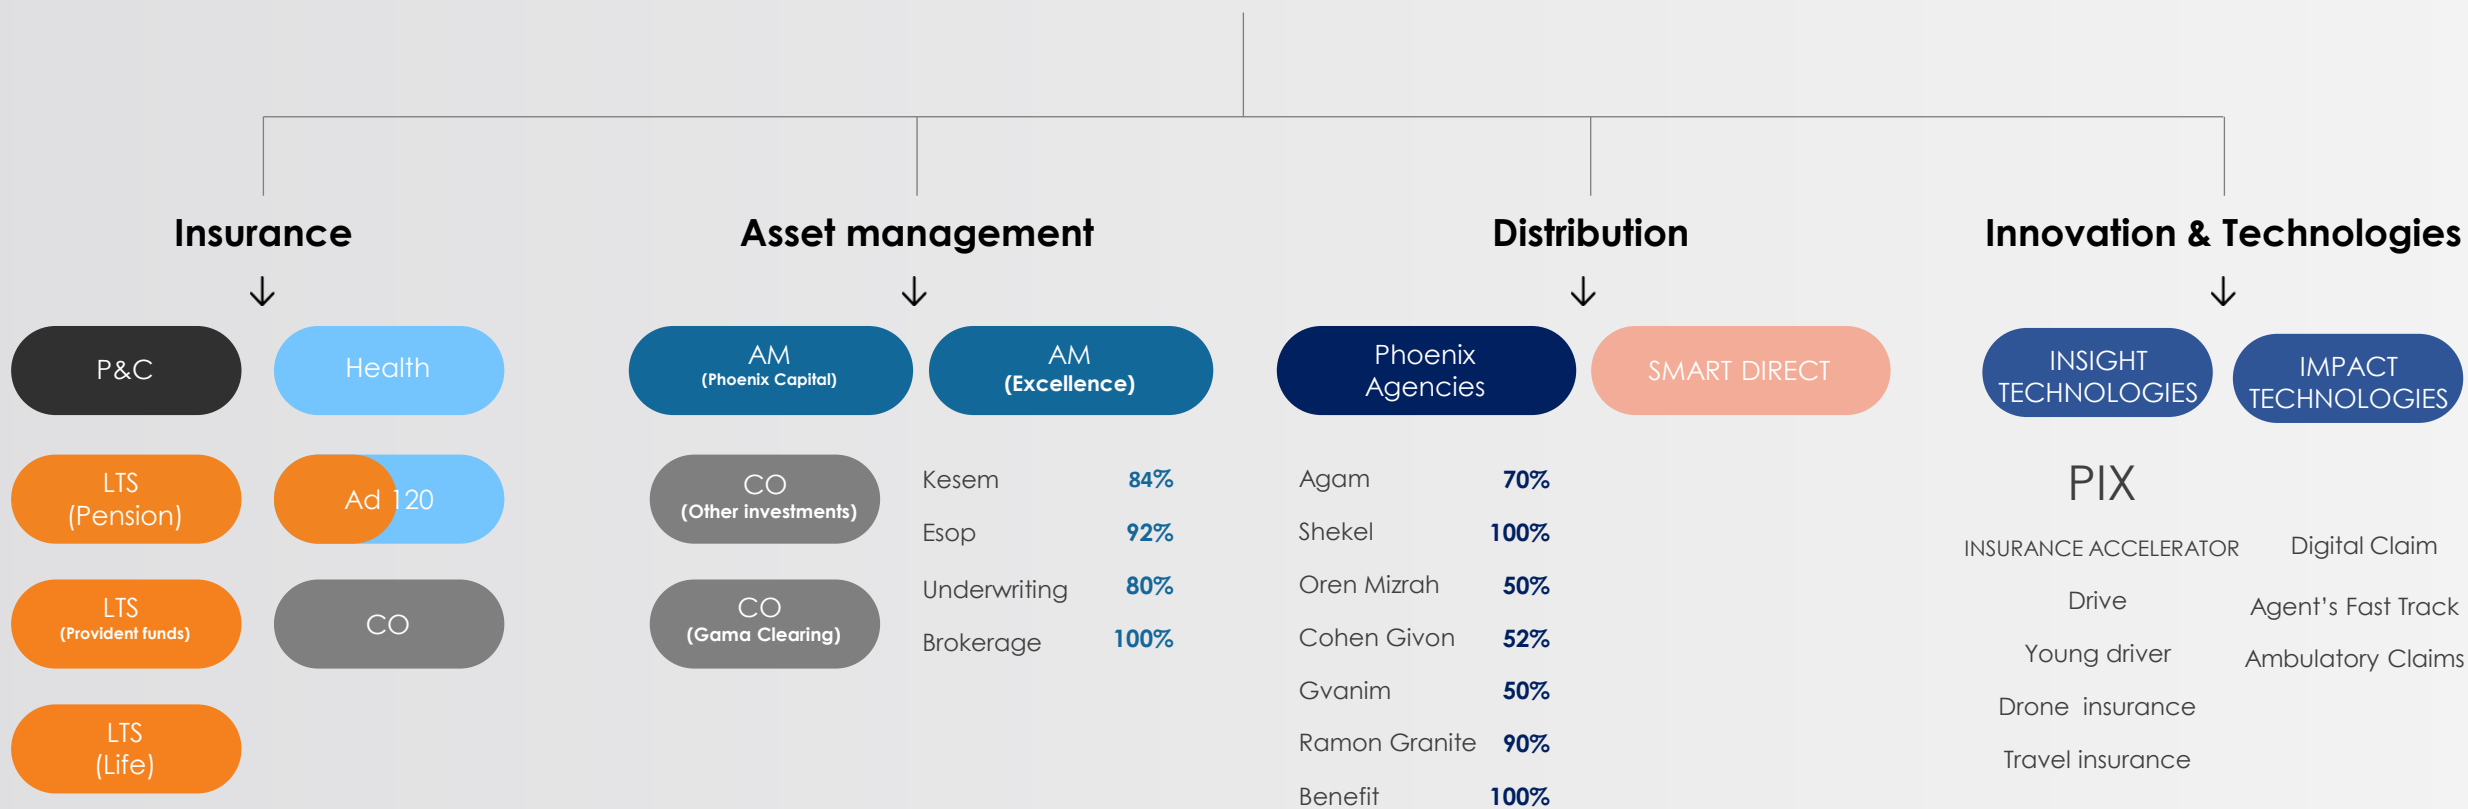 Insurance
P&C
Health
LTS
(Pension)
Ad 120
LTS
(Provident funds)
CO
LTS
(Life)
Asset management
AM
(Phoenix Capital)
AM
(Excellence)
CO
(Other investments)
CO
(Gama Clearing)
Kesem 84%
Esop 92%
Underwriting 80%
Brokerage 100%
Distribution
Phoenix
Agencies
SMART DIRECT
Agam 70%
Shekel 100%
Oren Mizrah 50%
Cohen Givon 52%
Gvanim 50%
Ramon Granite 90%
Benefit 100%
Innovation & Technologies
INSIGHT
TECHNOLOGIES
IMPACT
TECHNOLOGIES
PIX
INSURANCE ACCELERATOR
Drive
Young driver
Drone insurance
Travel insurance
Digital Claim
Agent’s Fast Track
Ambulatory Claims